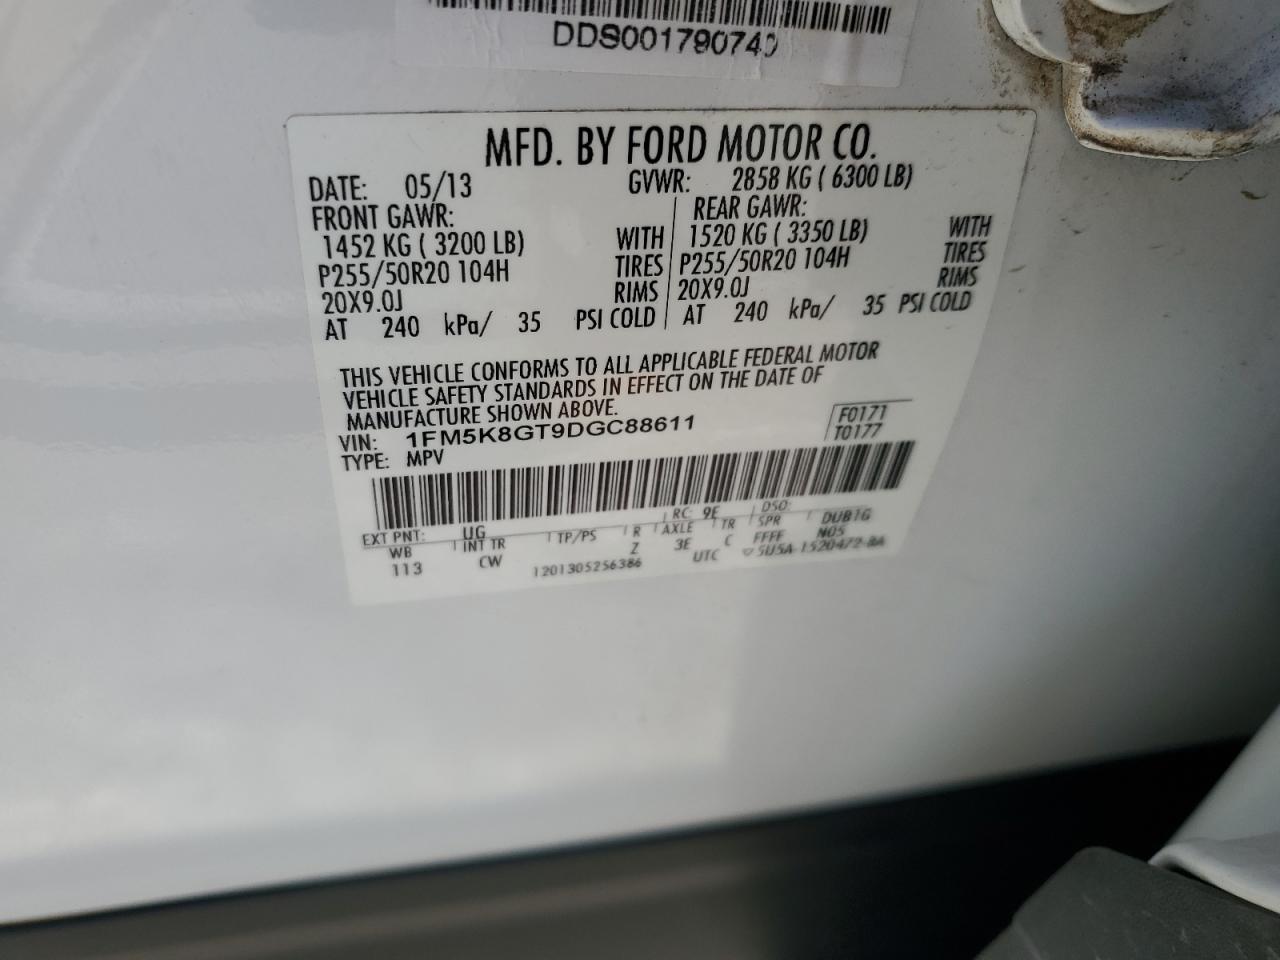 DDS001790740
MFD. BY FORD MOTOR CO.
DATE: 05/13 GVWR: 2858 KG ( 6300 LB)
FRONT GAWR: REAR GAWR:
1452 KG ( 3200 LB) WITH 1520 KG ( 3350 LB) WITH
P255/50R20 104H TIRES P255/50R20 104H TIRES
20X9.0J RIMS 20X9.0J RIMS
AT 240 kPa/ 35 PSI COLD AT 240 kPa/ 35 PSI COLD
THIS VEHICLE CONFORMS TO ALL APPLICABLE FEDERAL MOTOR
VEHICLE SAFETY STANDARDS IN EFFECT ON THE DATE OF
MANUFACTURE SHOWN ABOVE.
VIN: 1FM5K8GT9DGC88611 F0171
TYPE: MPV T0177
EXT PNT: UG RC: 9E DSO:
WB INT TR TP/PS R AXLE TR SPR DUB1G
113 CW Z 3E C FFFF N05
1201305256386 UTC 5U5A-1520472-BA